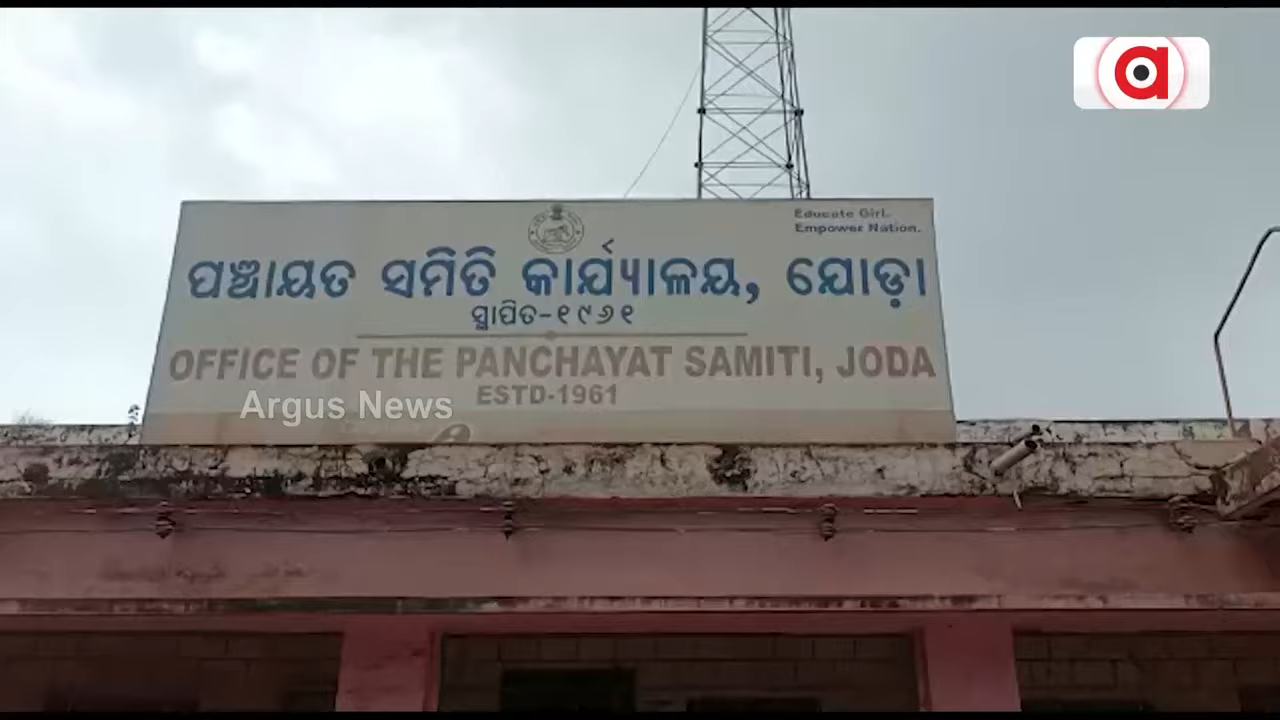 Educate Girl.
Empower Nation.
ପଞ୍ଚାୟତ ସମିତି କାର୍ଯ୍ୟାଳୟ, ଯୋଡ଼ା
ସ୍ଥାପିତ-୧୯୬୧
OFFICE OF THE PANCHAYAT SAMITI, JODA
ESTD-1961
Argus News